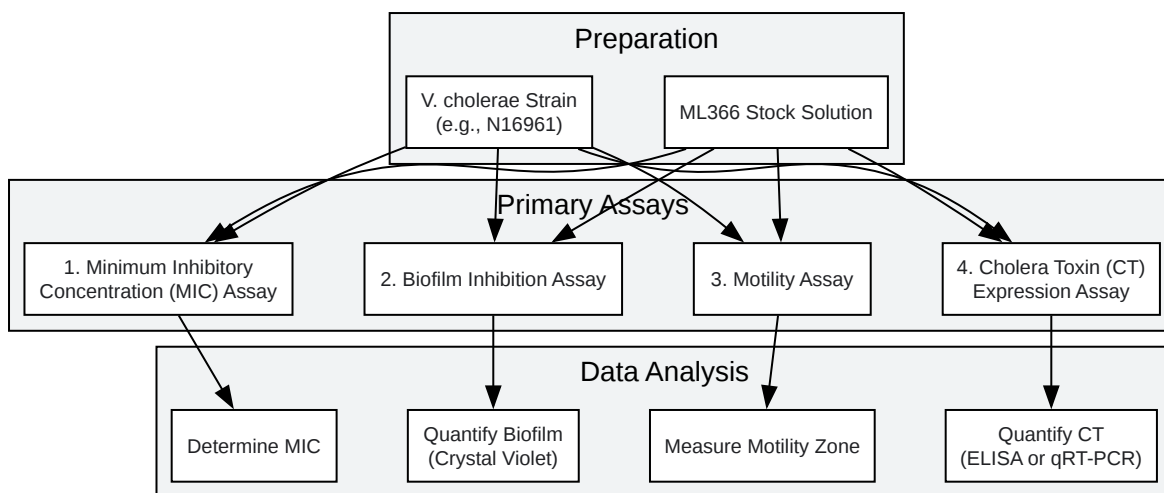 Preparation
V. cholerae Strain
(e.g., N16961)
ML366 Stock Solution
Primary Assays
1. Minimum Inhibitory
Concentration (MIC) Assay
2. Biofilm Inhibition Assay
3. Motility Assay
4. Cholera Toxin (CT)
Expression Assay
Data Analysis
Determine MIC
Quantify Biofilm
(Crystal Violet)
Measure Motility Zone
Quantify CT
(ELISA or qRT-PCR)